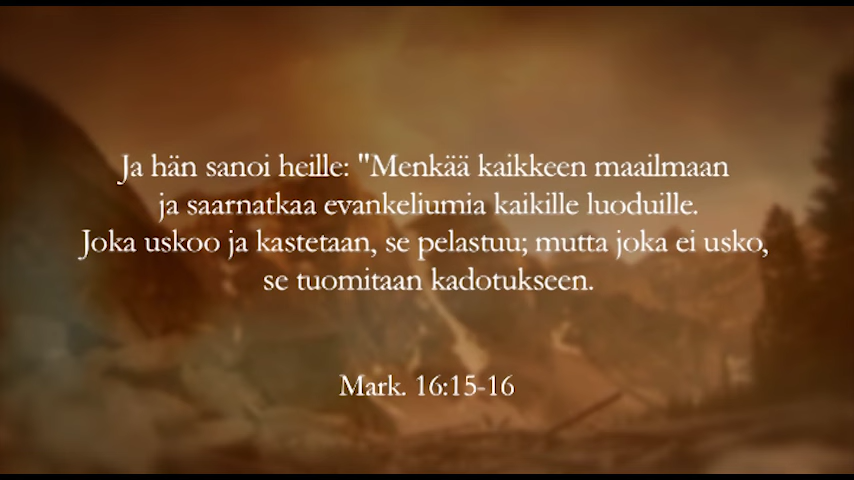 Ja hän sanoi heille: "Menkää kaikkeen maailmaan
ja saarnatkaa evankeliumia kaikille luoduille.
Joka uskoo ja kastetaan, se pelastuu; mutta joka ei usko,
se tuomitaan kadotukseen.
Mark. 16:15-16